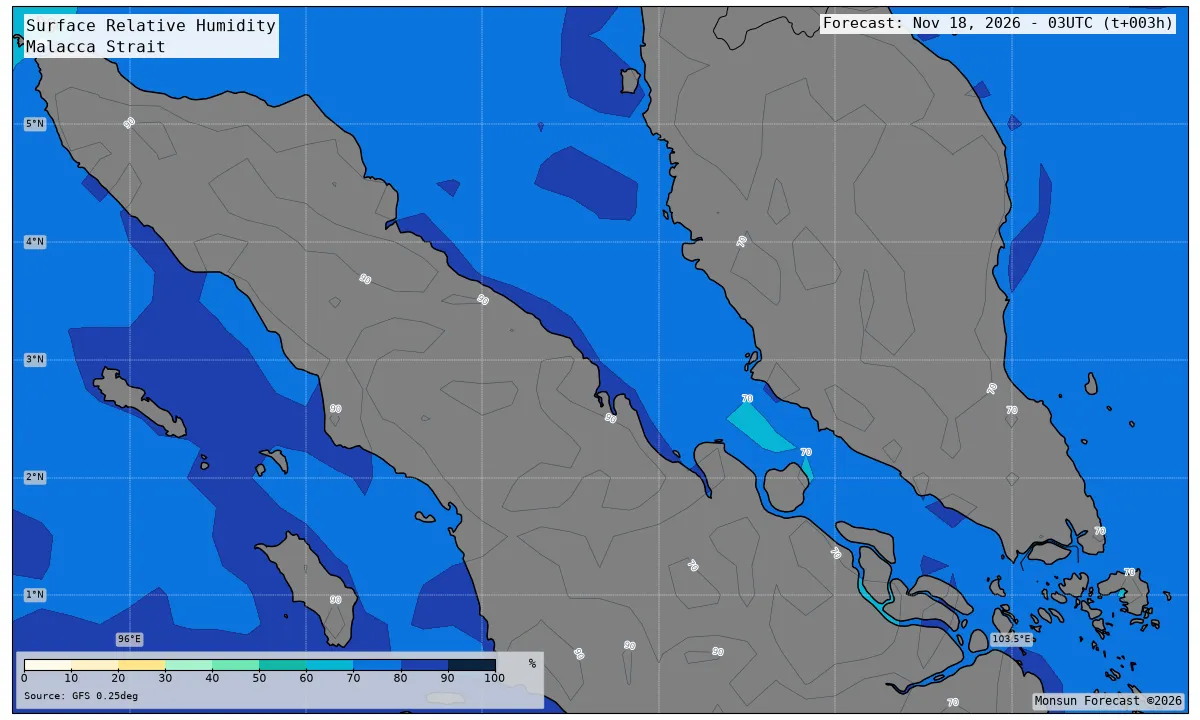 Surface Relative Humidity
Malacca Strait
Forecast: Nov 18, 2026 - 03UTC (t+003h)
90
5°N
4°N
70
90
90
3°N
70
70
90
70
90
70
2°N
70
70
70
70
1°N
90
96°E
103.5°E
90
90
90
%
0 10 20 30 40 50 60 70 80 90 100
Source: GFS 0.25deg
70
Monsun Forecast ©2026